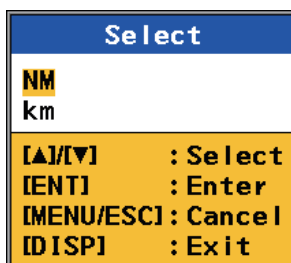 Select
NM
km
[▲]/[▼] :Select
[ENT] :Enter
[MENU/ESC]:Cancel
[DISP] :Exit